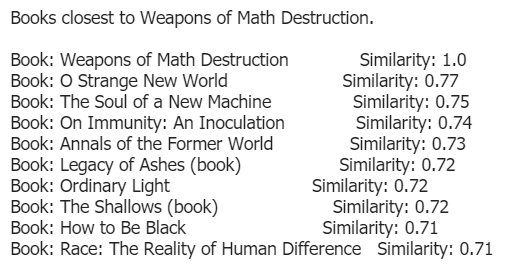 Books closest to Weapons of Math Destruction.
Book: Weapons of Math Destruction Similarity: 1.0
Book: O Strange New World Similarity: 0.77
Book: The Soul of a New Machine Similarity: 0.75
Book: On Immunity: An Inoculation Similarity: 0.74
Book: Annals of the Former World Similarity: 0.73
Book: Legacy of Ashes (book) Similarity: 0.72
Book: Ordinary Light Similarity: 0.72
Book: The Shallows (book) Similarity: 0.72
Book: How to Be Black Similarity: 0.71
Book: Race: The Reality of Human Difference Similarity: 0.71